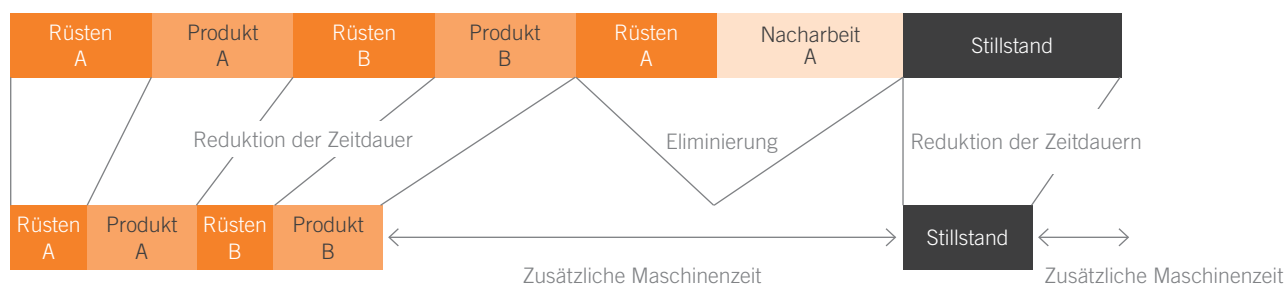 Rüsten
A
Produkt
A
Rüsten
B
Produkt
B
Rüsten
A
Nacharbeit
A
Stillstand
Reduktion der Zeitdauer
Eliminierung
Reduktion der Zeitdauern
Rüsten
A
Produkt
A
Rüsten
B
Produkt
B
Stillstand
Zusätzliche Maschinenzeit
Zusätzliche Maschinenzeit